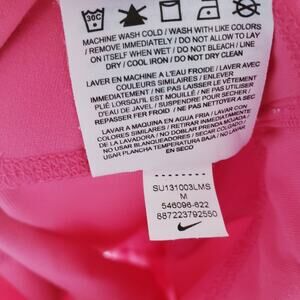 30C
MACHINE WASH COLD / WASH WITH LIKE COLORS
/ REMOVE IMMEDIATELY / DO NOT ALLOW TO LAY
ON ITSELF WHEN WET / DO NOT BLEACH / LINE
DRY / COOL IRON / DO NOT DRY CLEAN
LAVER EN MACHINE A L'EAU FROIDE / LAVER AVEC
COULEURS SIMILAIRES / ENLEVER
IMMEDIATEMENT / NE PAS LAISSER LE VÊTEMENT
PLIÉ LORSQU'IL EST MOUILLÉ / NE PAS UTILISER
D'EAU DE JAVEL / SUSPENDRE POUR SECHER /
REPASSER FER FROID / NE PAS NETTOYER A SEC
LAVAR A MAQUINA EN AGUA FRIA / LAVAR CON
COLORES SIMILARES / RETIRAR INMEDIATAMENTE
DE LA LAVADORA / NO DOBLAR PRENDA MOJADA /
NO USAR BLANQUEADORES / SECAR COLGADO /
USAR PLANCHA TEMPERATURA BAJA / NO LAVAR
EN SECO
SU131003LMS
M
546096-622
887223792550